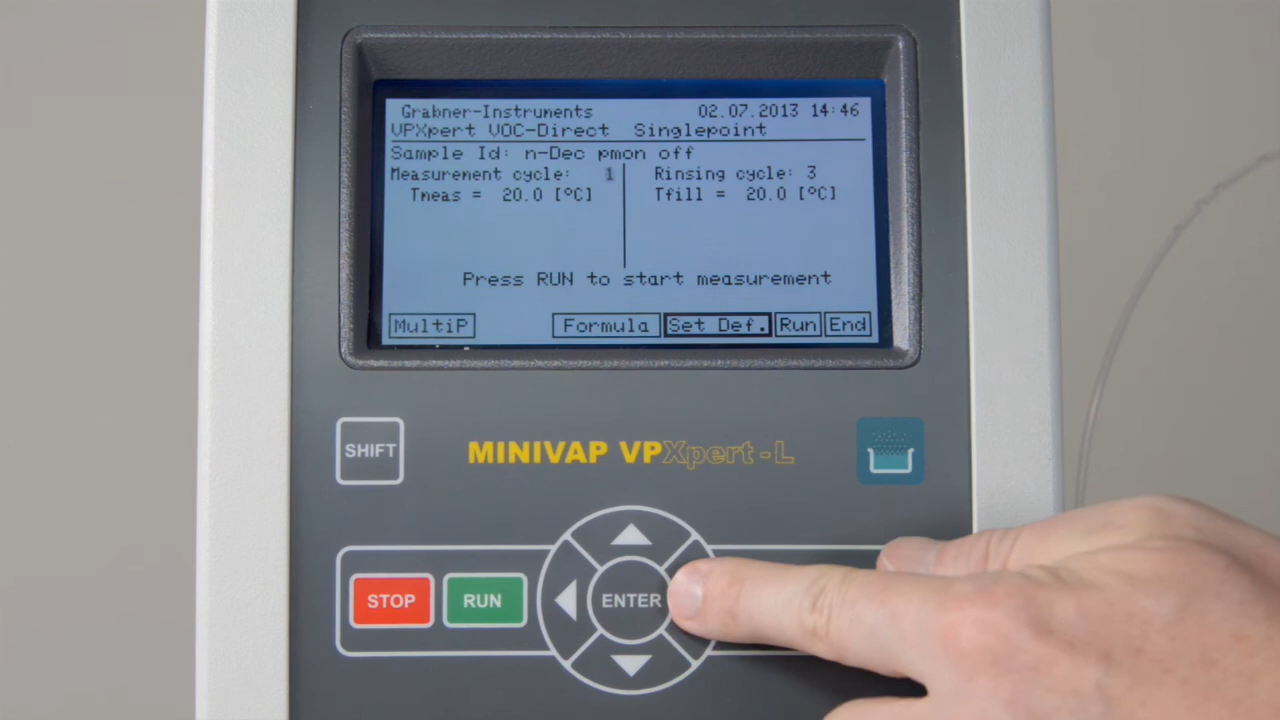 Grabner-Instruments 02.07.2013 14:46
VPXpert VOC-Direct Singlepoint
Sample Id: n-Dec pmon off
Measurement cycle: 1 Rinsing cycle: 3
Tmeas = 20.0 [°C] Tfill = 20.0 [°C]
Press RUN to start measurement
MultiP Formula Set Def. Run End
SHIFT
MINIVAP VPXpert-L
STOP RUN ENTER